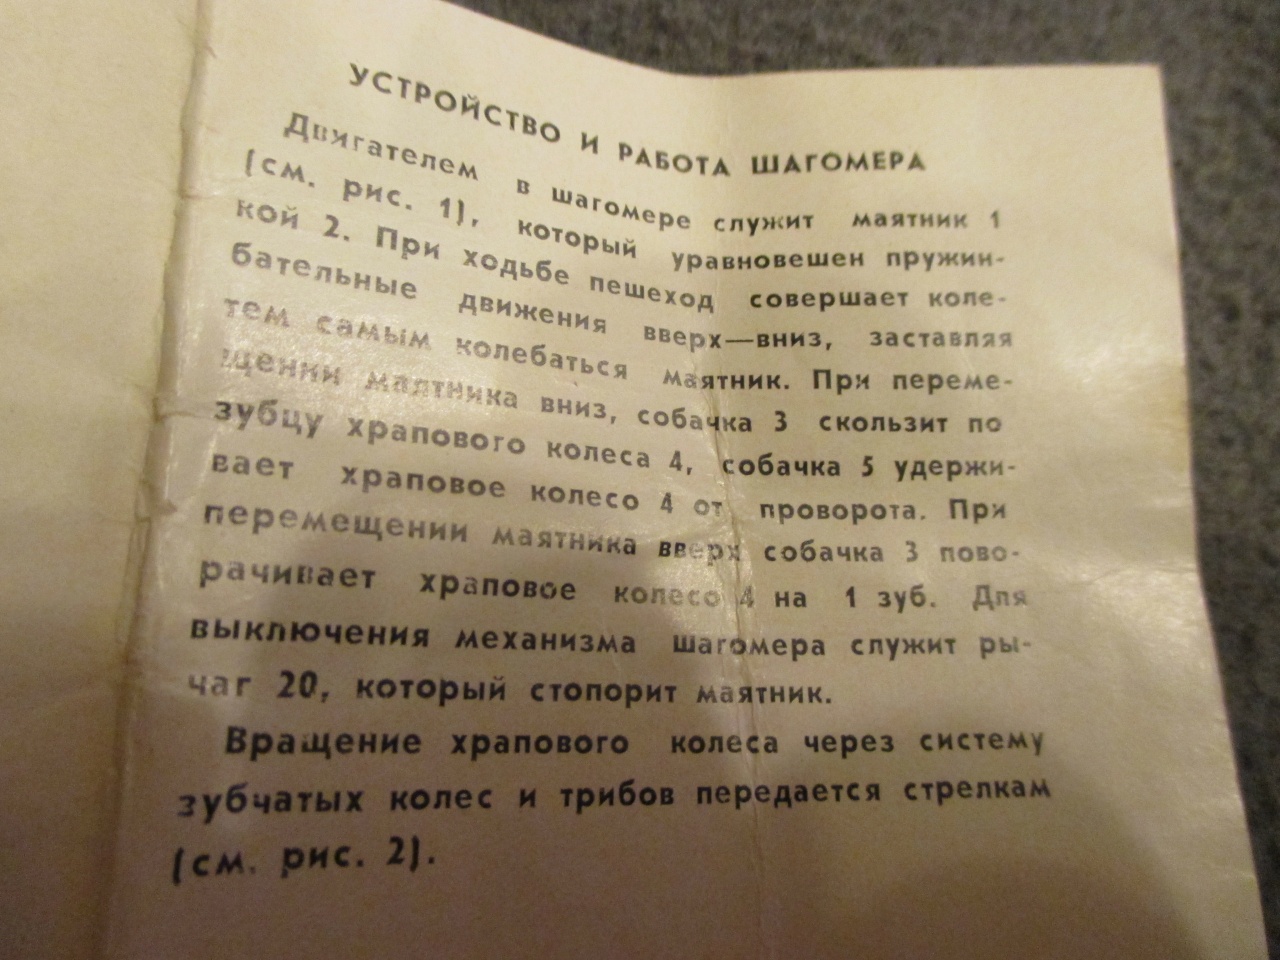 УСТРОЙСТВО И РАБОТА ШАГОМЕРА
Двигателем в шагомере служит маятник 1
(см. рис. 1), который уравновешен пружин-
кой 2. При ходьбе пешеход совершает коле-
бательные движения вверх—вниз, заставляя
тем самым колебаться маятник. При переме-
щении маятника вниз, собачка 3 скользит по
зубцу храпового колеса 4, собачка 5 удержи-
вает храповое колесо 4 от проворота. При
перемещении маятника вверх собачка 3 пово-
рачивает храповое колесо 4 на 1 зуб. Для
выключения механизма шагомера служит ры-
чаг 20, который стопорит маятник.
Вращение храпового колеса через систему
зубчатых колес и трибов передается стрелкам
(см. рис. 2).